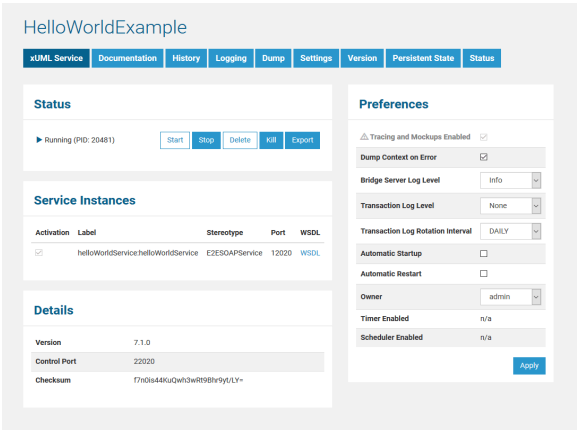 HelloWorldExample
xUML Service Documentation History Logging Dump Settings Version Persistent State Status
Status
Running (PID: 20481) Start Stop Delete Kill Export
Service Instances
Activation Label Stereotype Port WSDL
helloWorldService:helloWorldService E2ESOAPService 12020 WSDL
Details
Version 7.1.0
Control Port 22020
Checksum f7n0is44KuQwh3wRt9Bhr9yt/LY=
Preferences
Tracing and Mockups Enabled
Dump Context on Error
Bridge Server Log Level Info
Transaction Log Level None
Transaction Log Rotation Interval DAILY
Automatic Startup
Automatic Restart
Owner admin
Timer Enabled n/a
Scheduler Enabled n/a
Apply